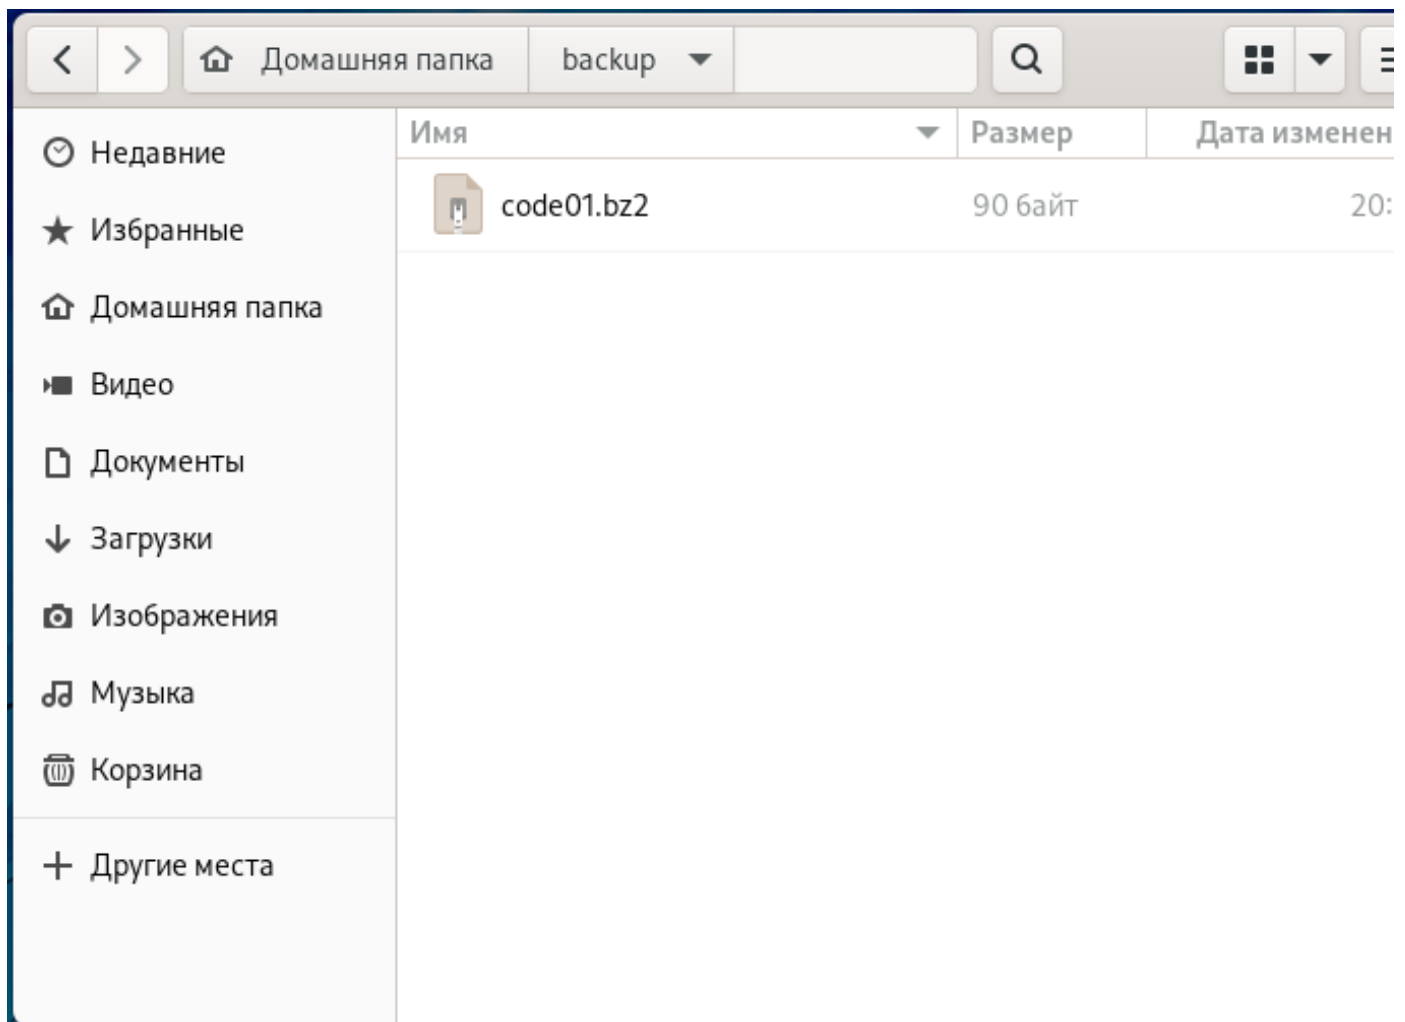 Домашняя папка backup
Имя Размер Дата изменен
Недавние
code01.bz2 90 байт 20:
Избранные
Домашняя папка
Видео
Документы
Загрузки
Изображения
Музыка
Корзина
Другие места